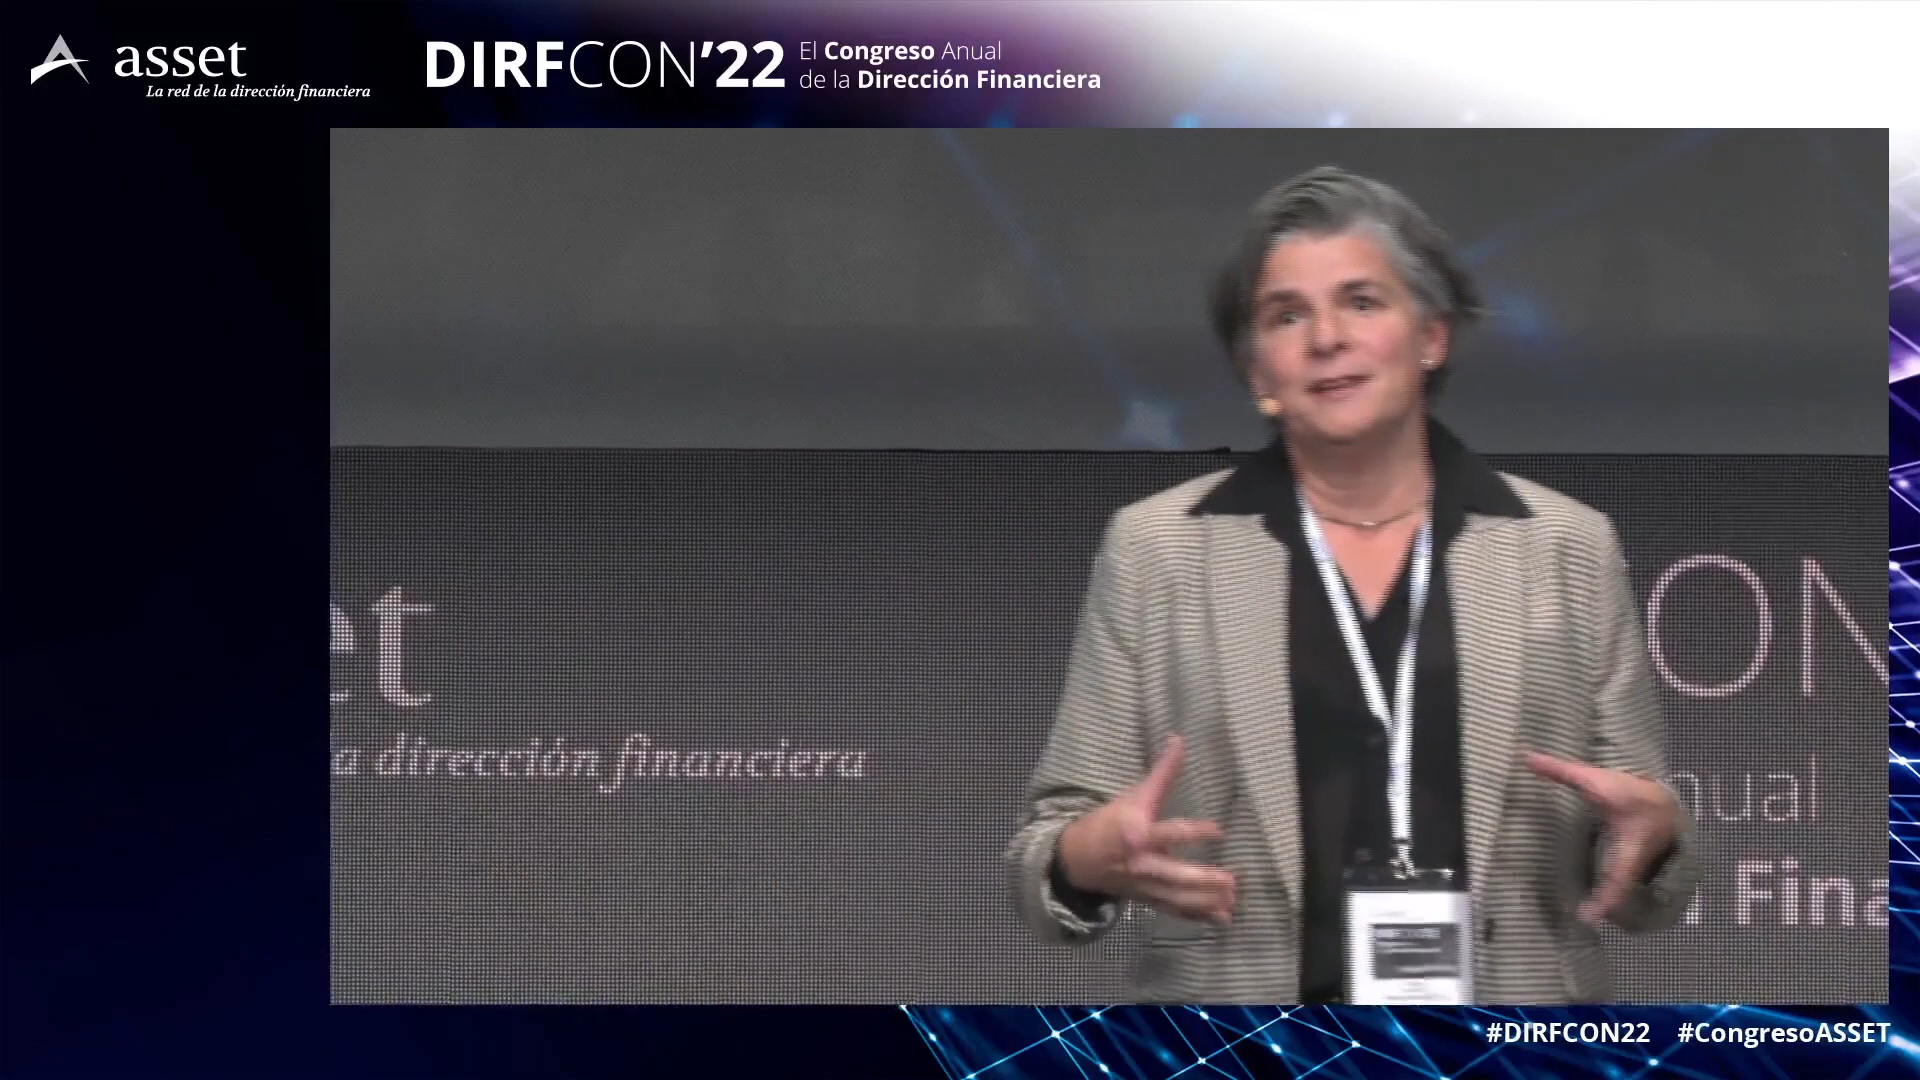 asset
La red de la dirección financiera
DIRFCON'22
El Congreso Anual
de la Dirección Financiera
et
a dirección financiera
ON
nual
n Fina
#DIRFCON22 #CongresoASSET